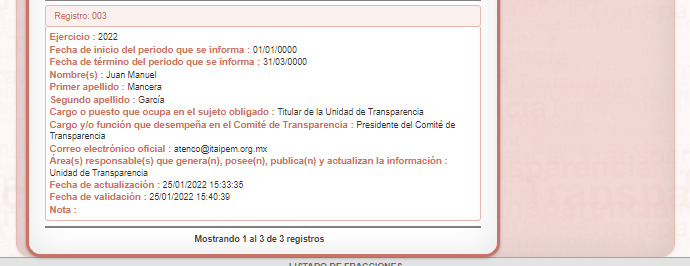 Registro: 003
Ejercicio : 2022
Fecha de inicio del periodo que se informa : 01/01/0000
Fecha de término del periodo que se informa : 31/03/0000
Nombre(s) : Juan Manuel
Primer apellido : Mancera
Segundo apellido : García
Cargo o puesto que ocupa en el sujeto obligado : Titular de la Unidad de Transparencia
Cargo y/o función que desempeña en el Comité de Transparencia : Presidente del Comité de
Transparencia
Correo electrónico oficial : atenco@itaipem.org.mx
Área(s) responsable(s) que genera(n), posee(n), publica(n) y actualizan la información :
Unidad de Transparencia
Fecha de actualización : 25/01/2022 15:33:35
Fecha de validación : 25/01/2022 15:40:39
Nota :
Mostrando 1 al 3 de 3 registros
LISTADO DE FRACCIONES